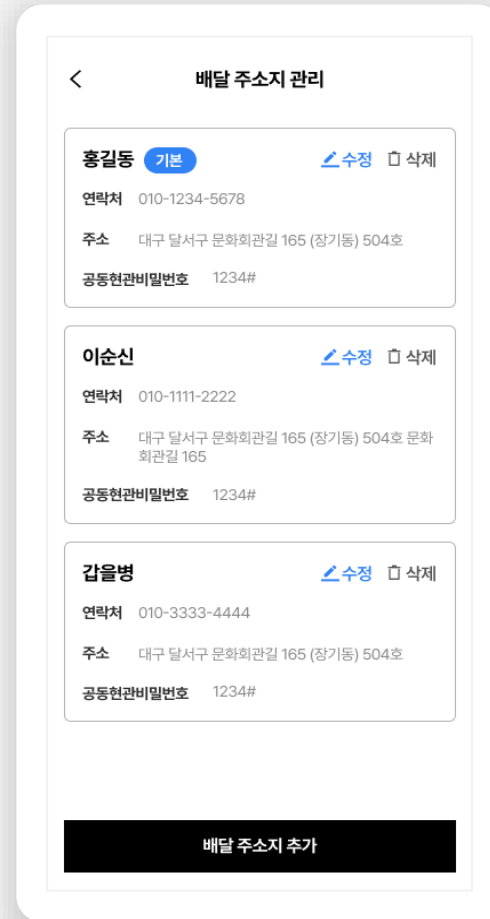 배달 주소지 관리
홍길동 기본 수정 삭제
연락처 010-1234-5678
주소 대구 달서구 문화회관길 165 (장기동) 504호
공동현관비밀번호 1234#
이순신 수정 삭제
연락처 010-1111-2222
주소 대구 달서구 문화회관길 165 (장기동) 504호 문화
회관길 165
공동현관비밀번호 1234#
갑을병 수정 삭제
연락처 010-3333-4444
주소 대구 달서구 문화회관길 165 (장기동) 504호
공동현관비밀번호 1234#
배달 주소지 추가